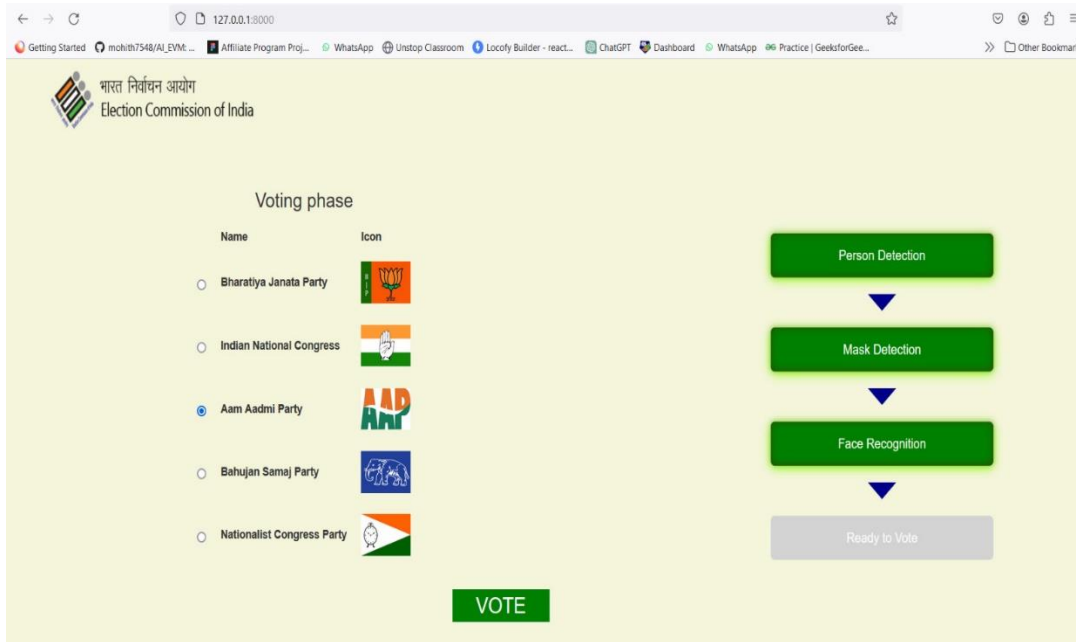 127.0.0.1:8000
Getting Started mohith7548/AI_EVM: ... Affiliate Program Proj... WhatsApp Unstop Classroom Locofy Builder - react... ChatGPT Dashboard WhatsApp Practice | GeeksforGee... Other Bookmar
भारत निर्वाचन आयोग
Election Commission of India
Voting phase
Name Icon
Bharatiya Janata Party BJP
Indian National Congress
Aam Aadmi Party AAP
Bahujan Samaj Party
Nationalist Congress Party
VOTE
Person Detection
Mask Detection
Face Recognition
Ready to Vote